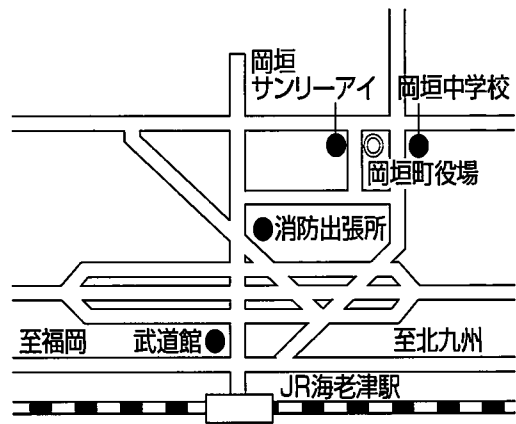 岡垣
サンリーアイ
岡垣中学校
岡垣町役場
消防出張所
至福岡
武道館
至北九州
JR海老津駅